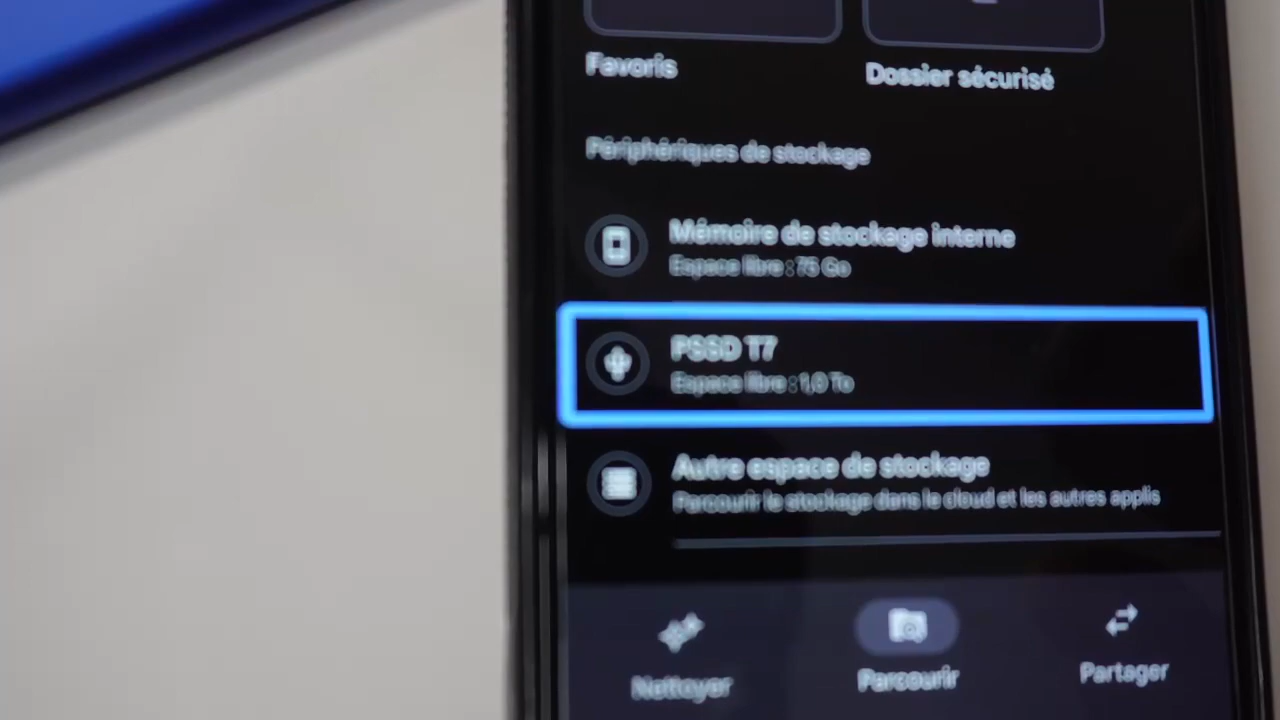 Favoris
Dossier sécurisé
Périphériques de stockage
Mémoire de stockage interne
Espace libre : 75 Go
PSSD T7
Espace libre : 1,0 To
Autre espace de stockage
Parcourir le stockage dans le cloud et les autres applis
Nettoyer
Parcourir
Partager